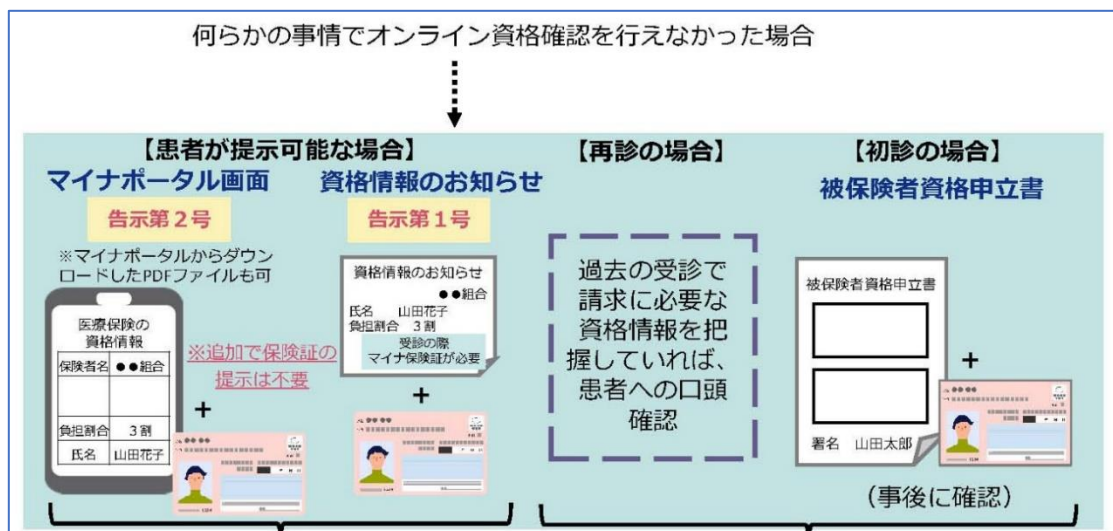 何らかの事情でオンライン資格確認を行えなかった場合
【患者が提示可能な場合】
マイナポータル画面
告示第２号
※マイナポータルからダウン
ロードしたPDFファイルも可
医療保険の
資格情報
保険者名 ●●組合
負担割合 ３割
氏名 山田花子
※追加で保険証の
提示は不要
+
資格情報のお知らせ
告示第１号
資格情報のお知らせ
●●組合
氏名 山田花子
負担割合 ３割
受診の際
マイナ保険証が必要
+
【再診の場合】
過去の受診で
請求に必要な
資格情報を把
握していれば、
患者への口頭
確認
【初診の場合】
被保険者資格申立書
被保険者資格申立書
署名 山田太郎
+
（事後に確認）